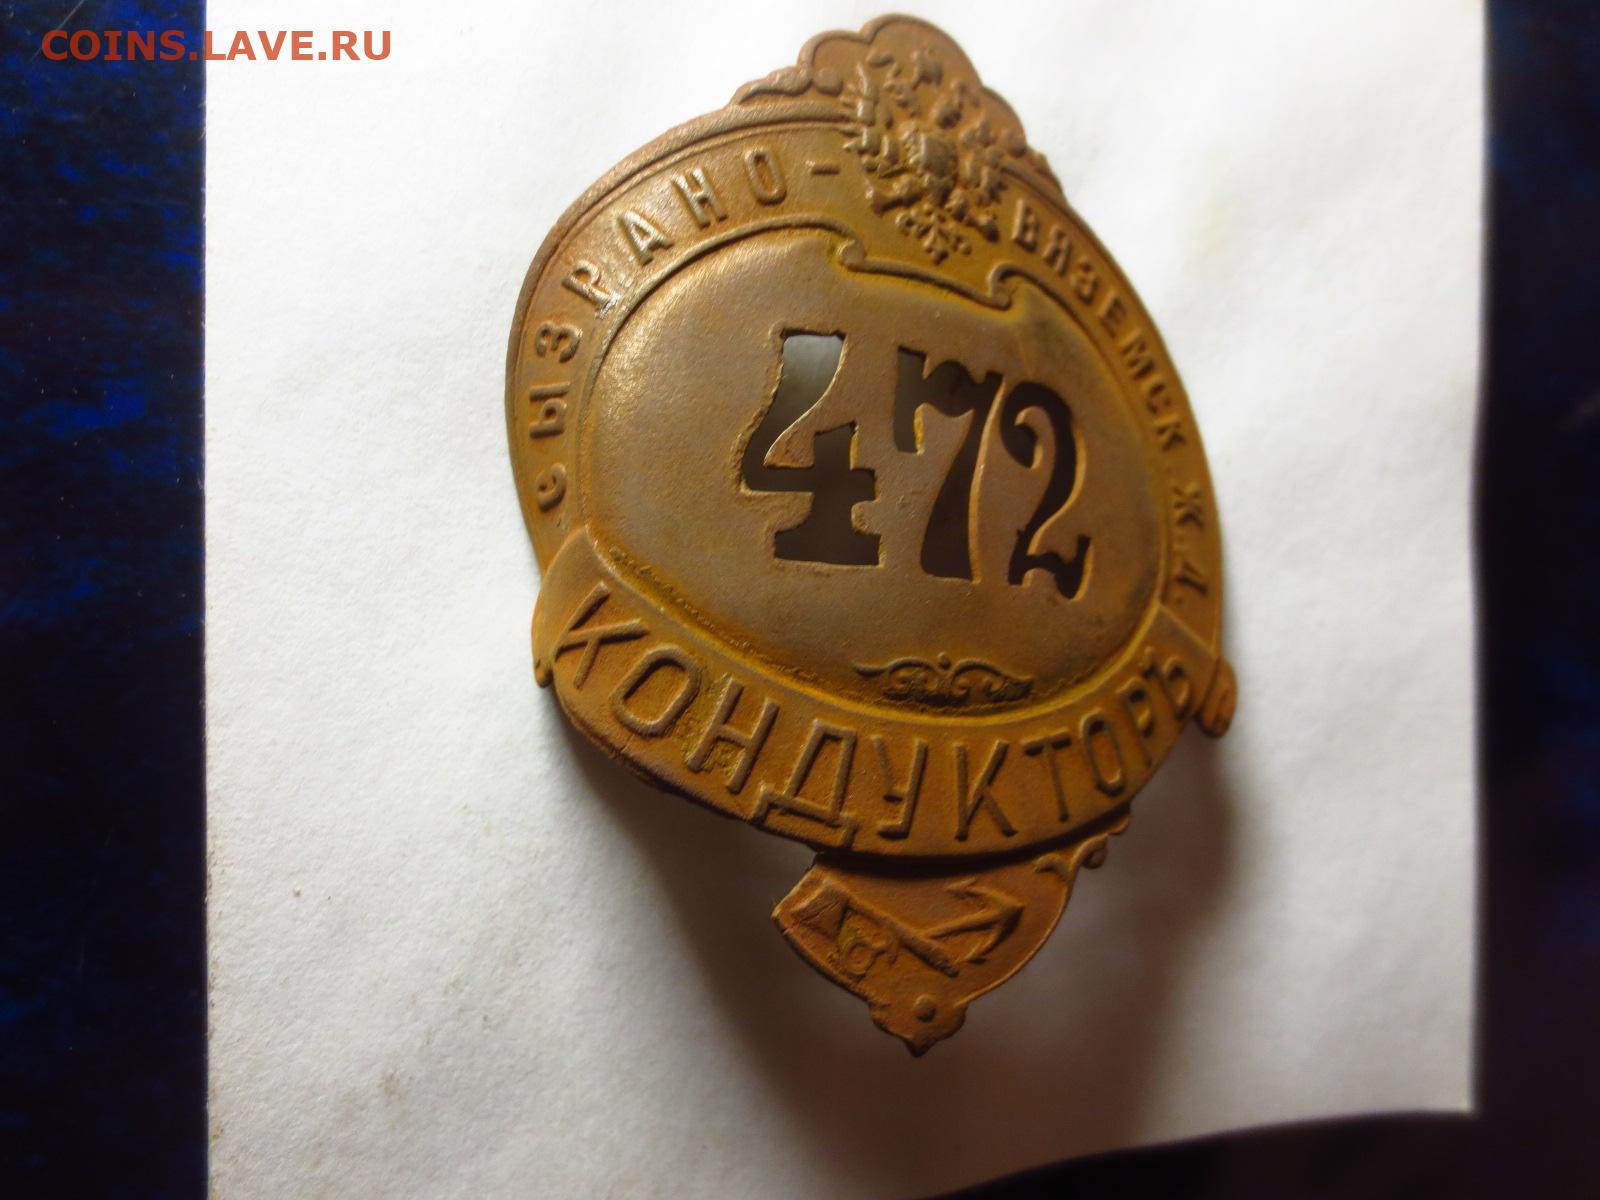 COINS.LAVE.RU
СЫЗРАНО-ВЯЗЕМСК.Ж.Д.
472
КОНДУКТОРЪ